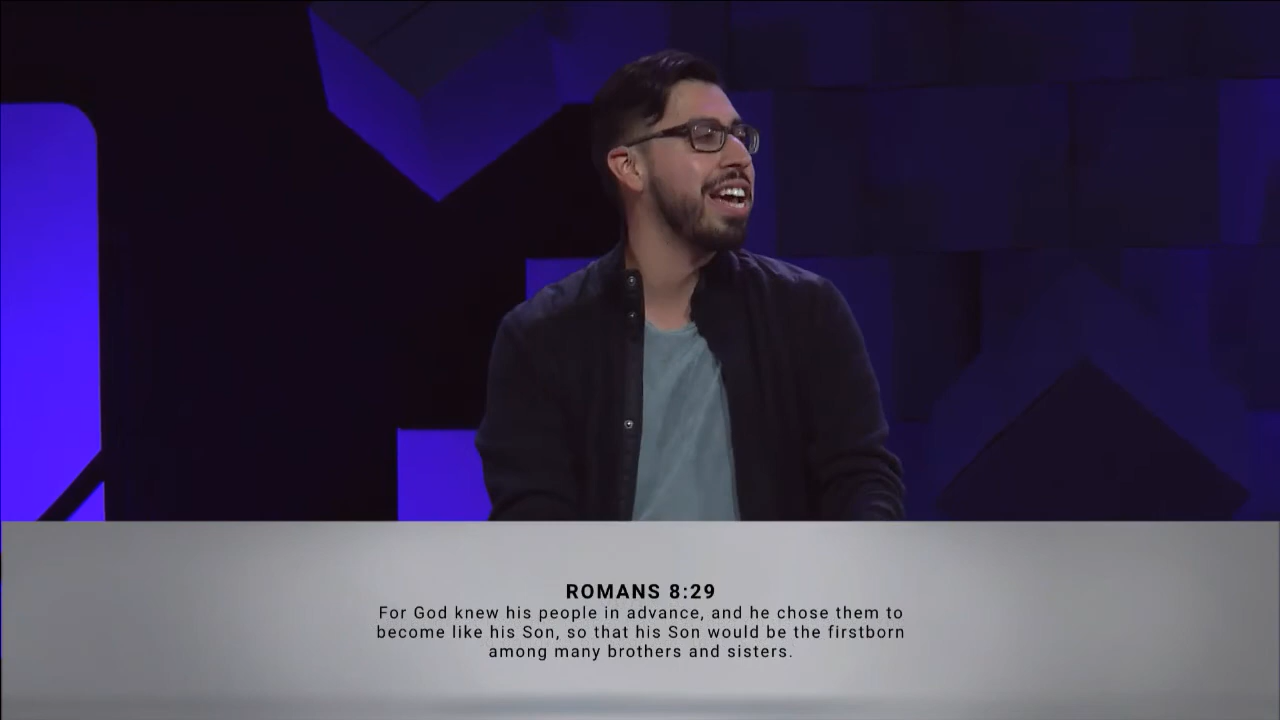 ROMANS 8:29
For God knew his people in advance, and he chose them to
become like his Son, so that his Son would be the firstborn
among many brothers and sisters.